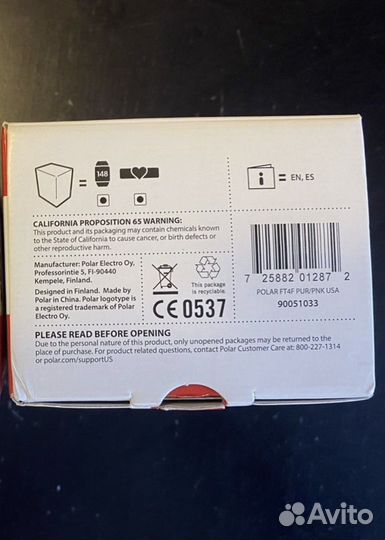 148
= EN, ES
CALIFORNIA PROPOSITION 65 WARNING:
This product and its packaging may contain chemicals known
to the State of California to cause cancer, or birth defects or
other reproductive harm.
Manufacturer: Polar Electro Oy,
Professorintie 5, FI-90440
Kempele, Finland.
Designed in Finland. Made by
Polar in China. Polar logotype is
a registered trademark of Polar
Electro Oy.
This package
is recyclable
CE 0537
7 25882 01287 2
POLAR FT4F PUR/PNK USA
90051033
PLEASE READ BEFORE OPENING
Due to the personal nature of this product, only unopened packages may be returned to the
place of purchase. For product related questions, contact Polar Customer Care at: 800-227-1314
or polar.com/supportUS
Avito